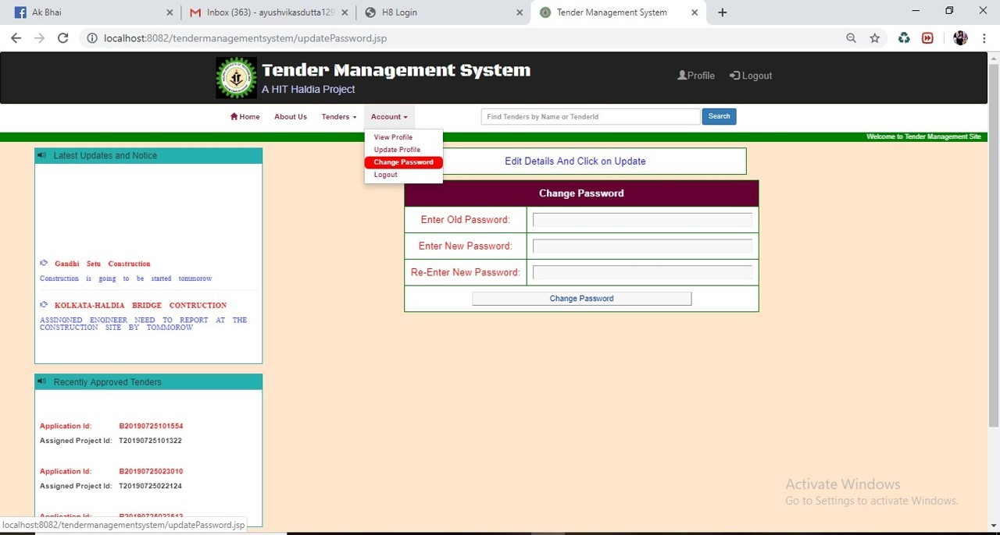 Ak Bhai
Inbox (363) - ayushvikasdutta129
H8 Login
Tender Management System
localhost:8082/tendermanagementsystem/updatePassword.jsp
Tender Management System
A HIT Haldia Project
Profile
Logout
Home
About Us
Tenders
Account
Find Tenders by Name or TenderId
Search
View Profile
Update Profile
Change Password
Logout
Welcome to Tender Management Site
Latest Updates and Notice
Gandhi Setu Construction
Construction is going to be started tommorow
KOLKATA-HALDIA BRIDGE CONTRUCTION
ASSINGNED ENGINEER NEED TO REPORT AT THE
CONSTRUCTION SITE BY TOMMOROW
Edit Details And Click on Update
Change Password
Enter Old Password:
Enter New Password:
Re-Enter New Password:
Change Password
Recently Approved Tenders
Application Id: B20190725101554
Assigned Project Id: T20190725101322
Application Id: B20190725023010
Assigned Project Id: T20190725022124
Application Id:
Activate Windows
Go to Settings to activate Windows.
localhost:8082/tendermanagementsystem/updatePassword.jsp